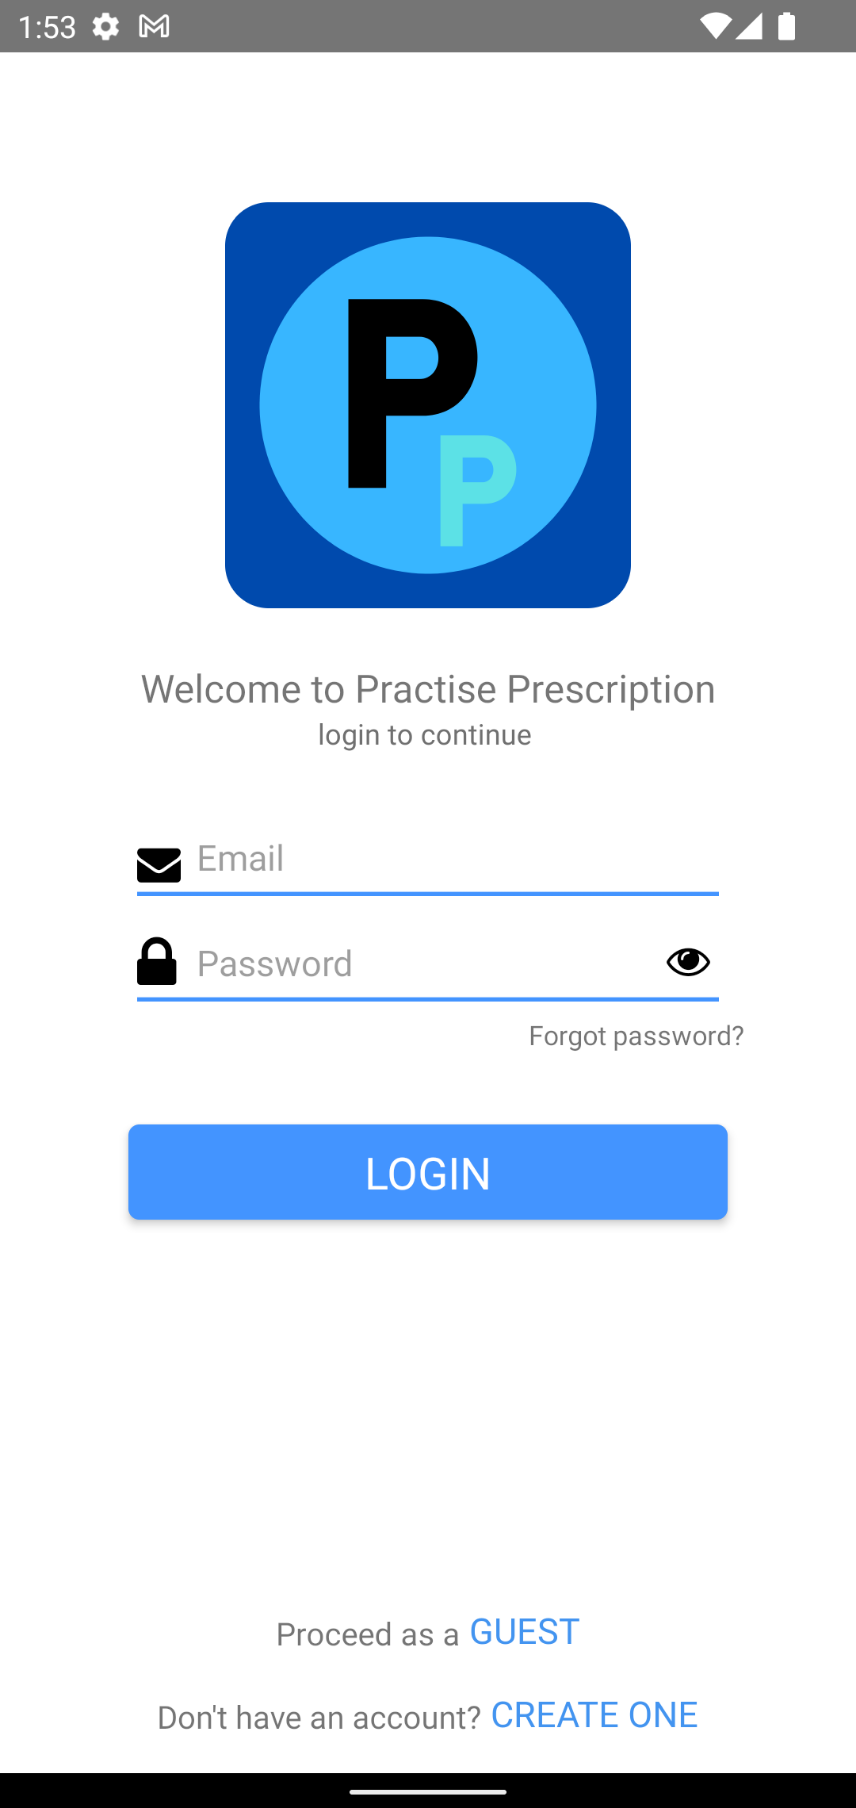 1:53
P
P
Welcome to Practise Prescription
login to continue
Email
Password
Forgot password?
LOGIN
Proceed as a GUEST
Don't have an account? CREATE ONE